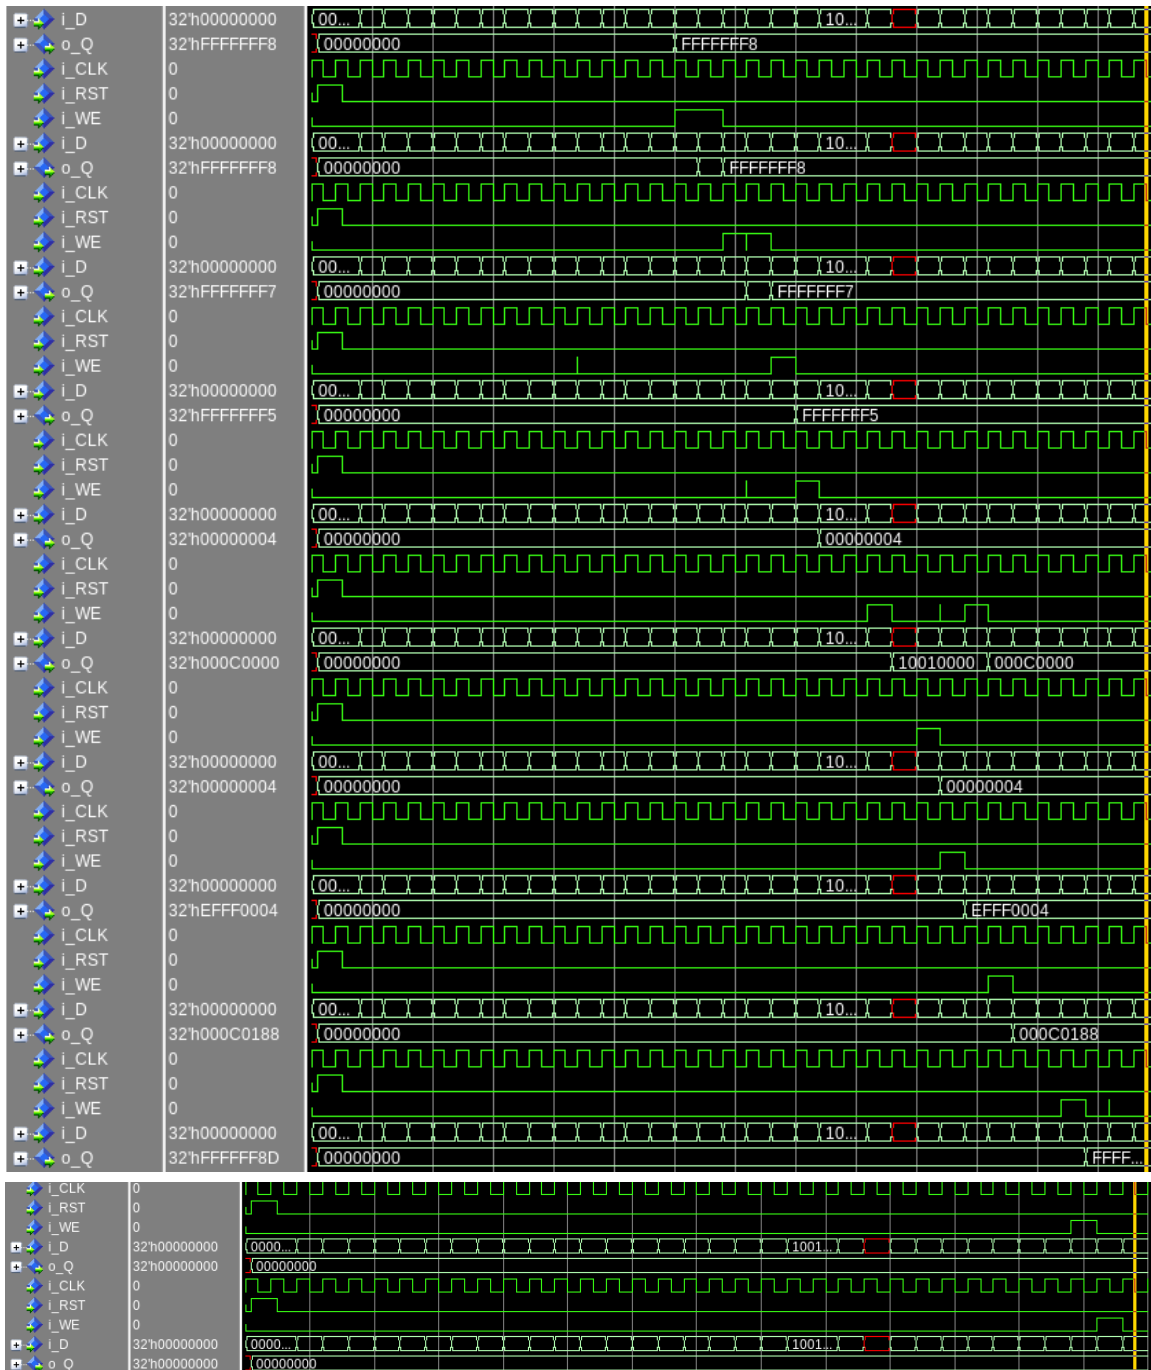 i_D 32'h00000000 00... 10...
o_Q 32'hFFFFFFF8 00000000 FFFFFFF8
i_CLK 0
i_RST 0
i_WE 0
i_D 32'h00000000 00... 10...
o_Q 32'hFFFFFFF8 00000000 FFFFFFF8
i_CLK 0
i_RST 0
i_WE 0
i_D 32'h00000000 00... 10...
o_Q 32'hFFFFFFF7 00000000 FFFFFFF7
i_CLK 0
i_RST 0
i_WE 0
i_D 32'h00000000 00... 10...
o_Q 32'hFFFFFFF5 00000000 FFFFFFF5
i_CLK 0
i_RST 0
i_WE 0
i_D 32'h00000000 00... 10...
o_Q 32'h00000004 00000000 00000004
i_CLK 0
i_RST 0
i_WE 0
i_D 32'h00000000 00... 10...
o_Q 32'h000C0000 00000000 10010000 000C0000
i_CLK 0
i_RST 0
i_WE 0
i_D 32'h00000000 00... 10...
o_Q 32'h00000004 00000000 00000004
i_CLK 0
i_RST 0
i_WE 0
i_D 32'h00000000 00... 10...
o_Q 32'hEFFF0004 00000000 EFFF0004
i_CLK 0
i_RST 0
i_WE 0
i_D 32'h00000000 00... 10...
o_Q 32'h000C0188 00000000 000C0188
i_CLK 0
i_RST 0
i_WE 0
i_D 32'h00000000 00... 10...
o_Q 32'hFFFFFF8D 00000000 FFFF...
i_CLK 0
i_RST 0
i_WE 0
i_D 32'h00000000 0000... 1001...
o_Q 32'h00000000 00000000
i_CLK 0
i_RST 0
i_WE 0
i_D 32'h00000000 0000... 1001...
o_Q 32'h00000000 00000000